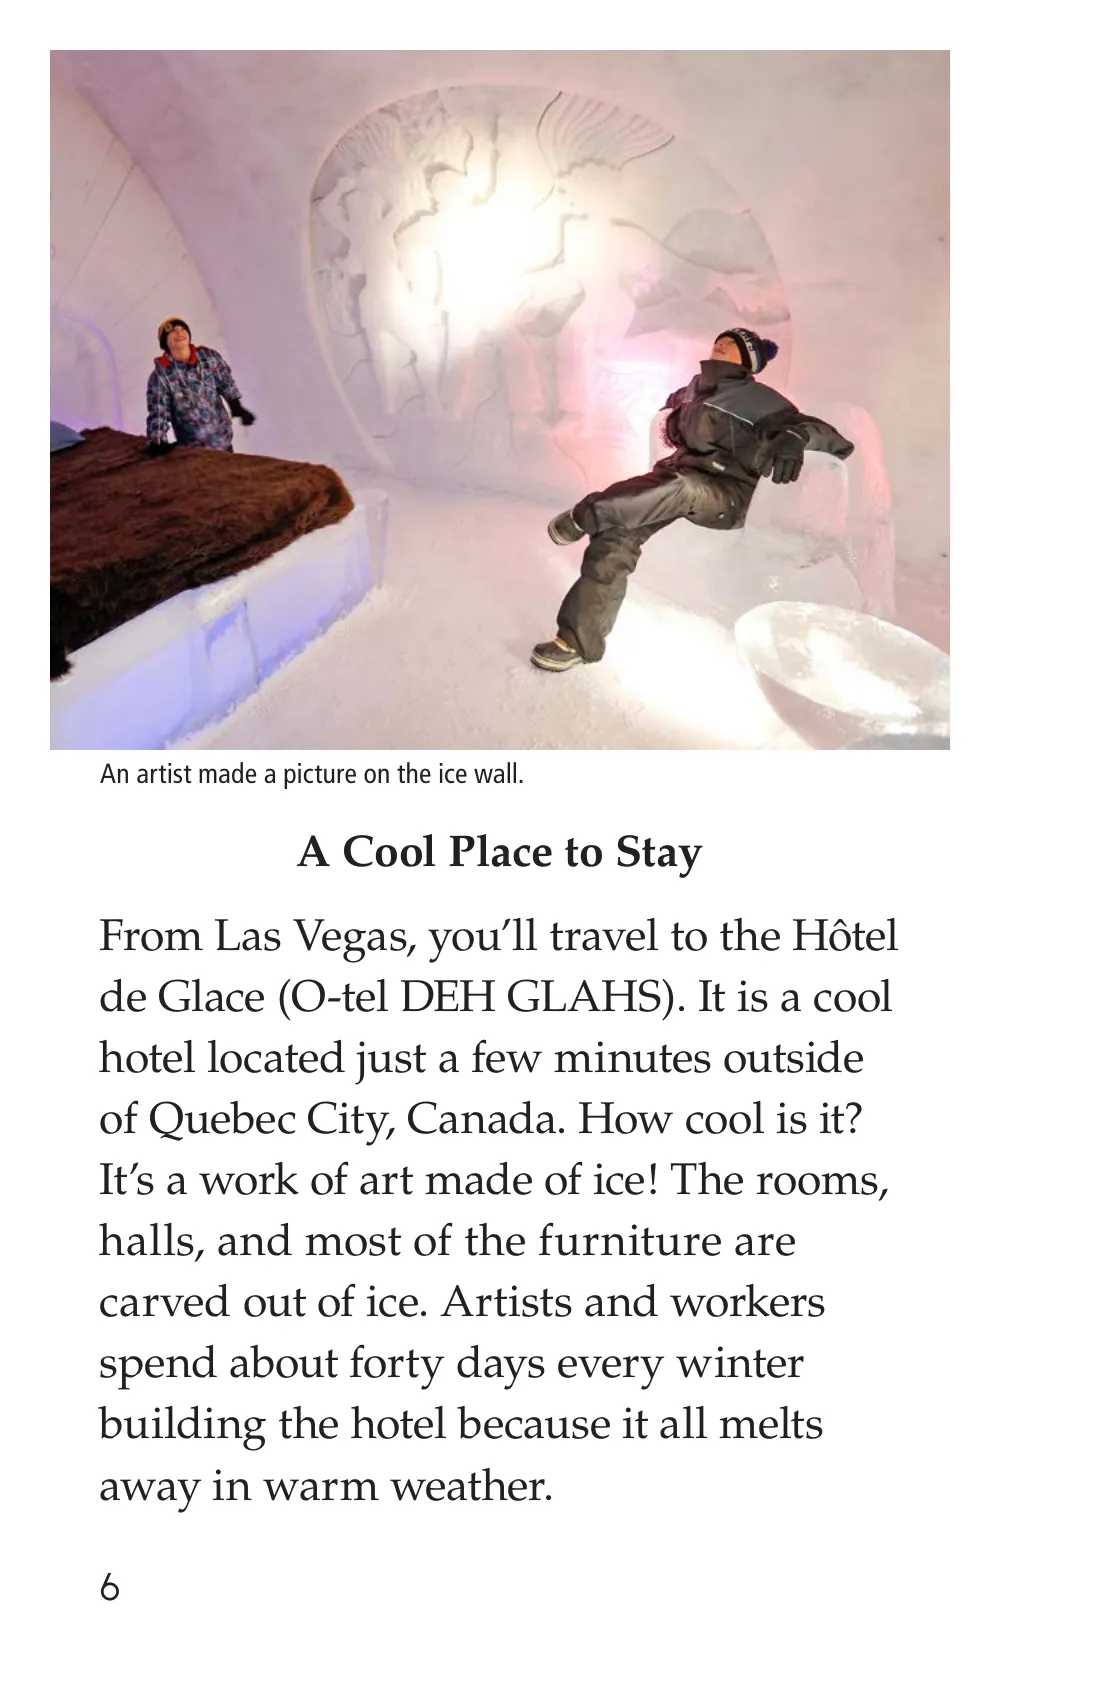 An artist made a picture on the ice wall.
A Cool Place to Stay
From Las Vegas, you’ll travel to the Hôtel
de Glace (O-tel DEH GLAHS). It is a cool
hotel located just a few minutes outside
of Quebec City, Canada. How cool is it?
It’s a work of art made of ice! The rooms,
halls, and most of the furniture are
carved out of ice. Artists and workers
spend about forty days every winter
building the hotel because it all melts
away in warm weather.
6